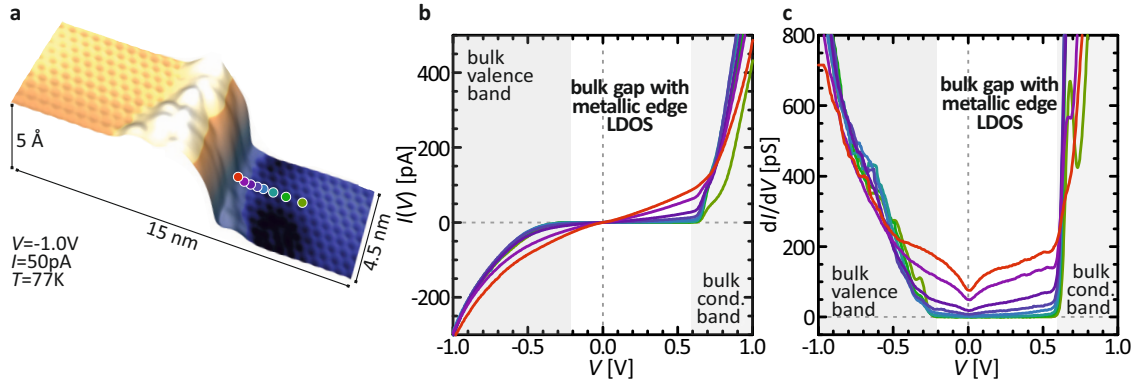 a
5 Å
15 nm
4.5 nm
V=-1.0V
I=50pA
T=77K
b
I(V) [pA]
400
200
0
-200
bulk
valence
band
bulk gap with
metallic edge
LDOS
bulk
cond.
band
-1.0
-0.5
0.0
0.5
1.0
V [V]
c
dI/dV [pS]
800
600
400
200
0
bulk gap with
metallic edge
LDOS
bulk
valence
band
bulk
cond.
band
-1.0
-0.5
0.0
0.5
1.0
V [V]